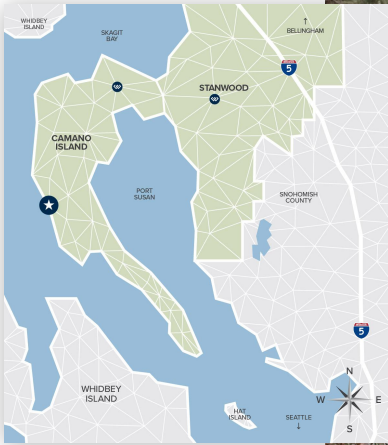 WHIDBEY
ISLAND
SKAGIT
BAY
↑
BELLINGHAM
5
STANWOOD
CAMANO
ISLAND
PORT
SUSAN
SNOHOMISH
COUNTY
5
N
W E
S
WHIDBEY
ISLAND
HAT
ISLAND
SEATTLE
↓